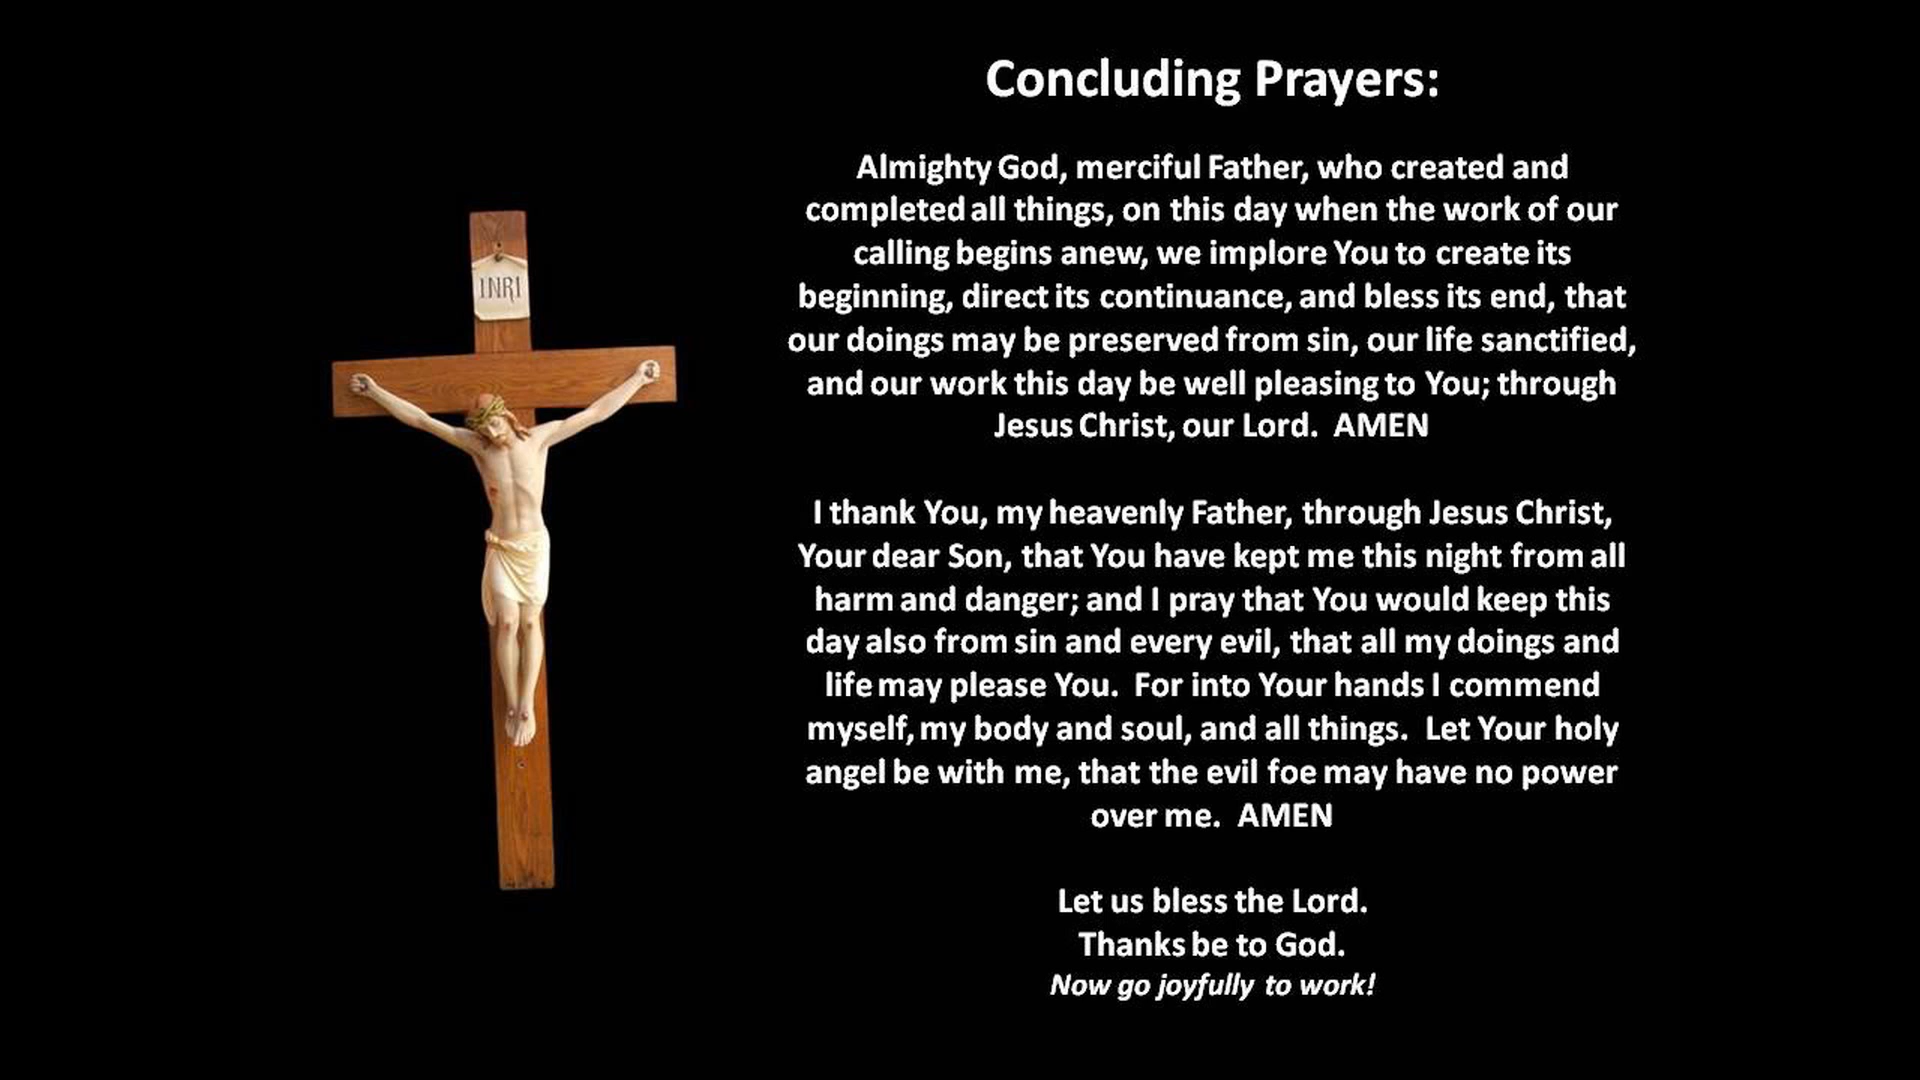 INRI
Concluding Prayers:
Almighty God, merciful Father, who created and
completed all things, on this day when the work of our
calling begins anew, we implore You to create its
beginning, direct its continuance, and bless its end, that
our doings may be preserved from sin, our life sanctified,
and our work this day be well pleasing to You; through
Jesus Christ, our Lord.  AMEN
I thank You, my heavenly Father, through Jesus Christ,
Your dear Son, that You have kept me this night from all
harm and danger; and I pray that You would keep this
day also from sin and every evil, that all my doings and
life may please You.  For into Your hands I commend
myself, my body and soul, and all things.  Let Your holy
angel be with me, that the evil foe may have no power
over me.  AMEN
Let us bless the Lord.
Thanks be to God.
Now go joyfully to work!